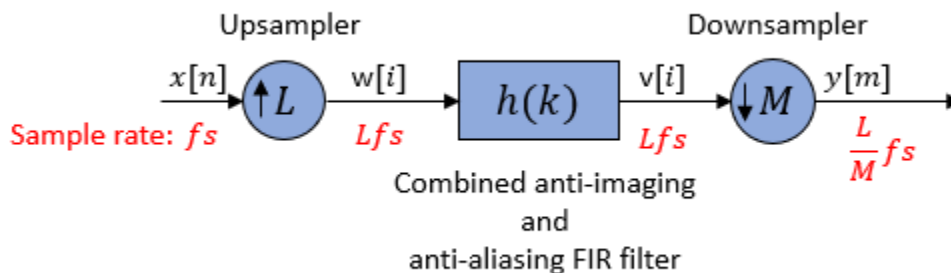 Upsampler
Downsampler
x[n]
↑L
w[i]
h(k)
v[i]
↓M
y[m]
Sample rate: fs
Lfs
Lfs
L/M fs
Combined anti-imaging
and
anti-aliasing FIR filter